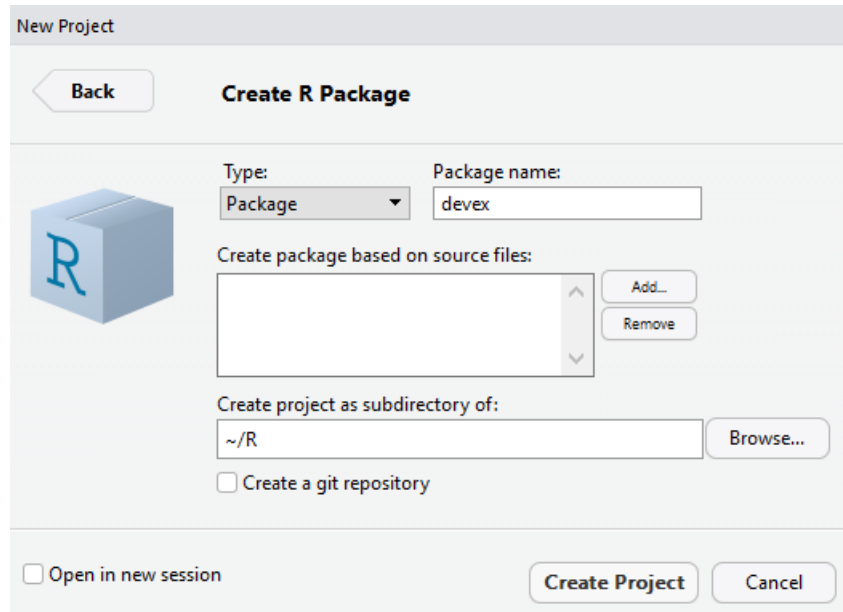 New Project
Back
Create R Package
Type:
Package name:
Package
devex
R
Create package based on source files:
Add...
Remove
Create project as subdirectory of:
~/R
Browse...
Create a git repository
Open in new session
Create Project
Cancel